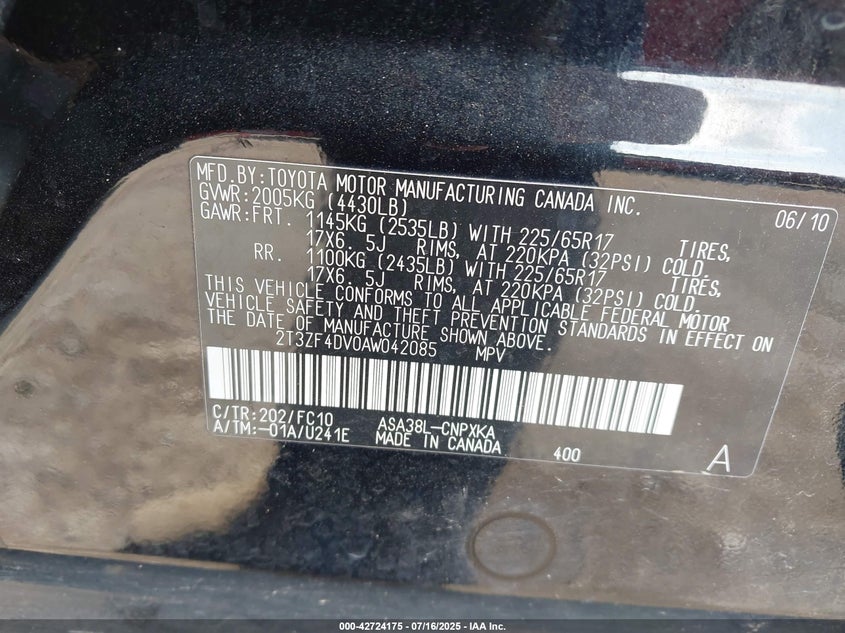 MFD.BY:TOYOTA MOTOR MANUFACTURING CANADA INC. 06/10
GVWR:2005KG (4430LB)
GAWR:FRT. 1145KG (2535LB) WITH 225/65R17 TIRES,
17X6. 5J RIMS, AT 220KPA (32PSI) COLD.
RR. 1100KG (2435LB) WITH 225/65R17 TIRES,
17X6. 5J RIMS, AT 220KPA (32PSI) COLD.
THIS VEHICLE CONFORMS TO ALL APPLICABLE FEDERAL MOTOR
VEHICLE SAFETY AND THEFT PREVENTION STANDARDS IN EFFECT ON
THE DATE OF MANUFACTURE SHOWN ABOVE.
2T3ZF4DV0AW042085 MPV
C/TR:202/FC10 ASA38L-CNPXKA
A/TM:-01A/U241E MADE IN CANADA 400 A
000-42724175 - 07/16/2025 - IAA Inc.